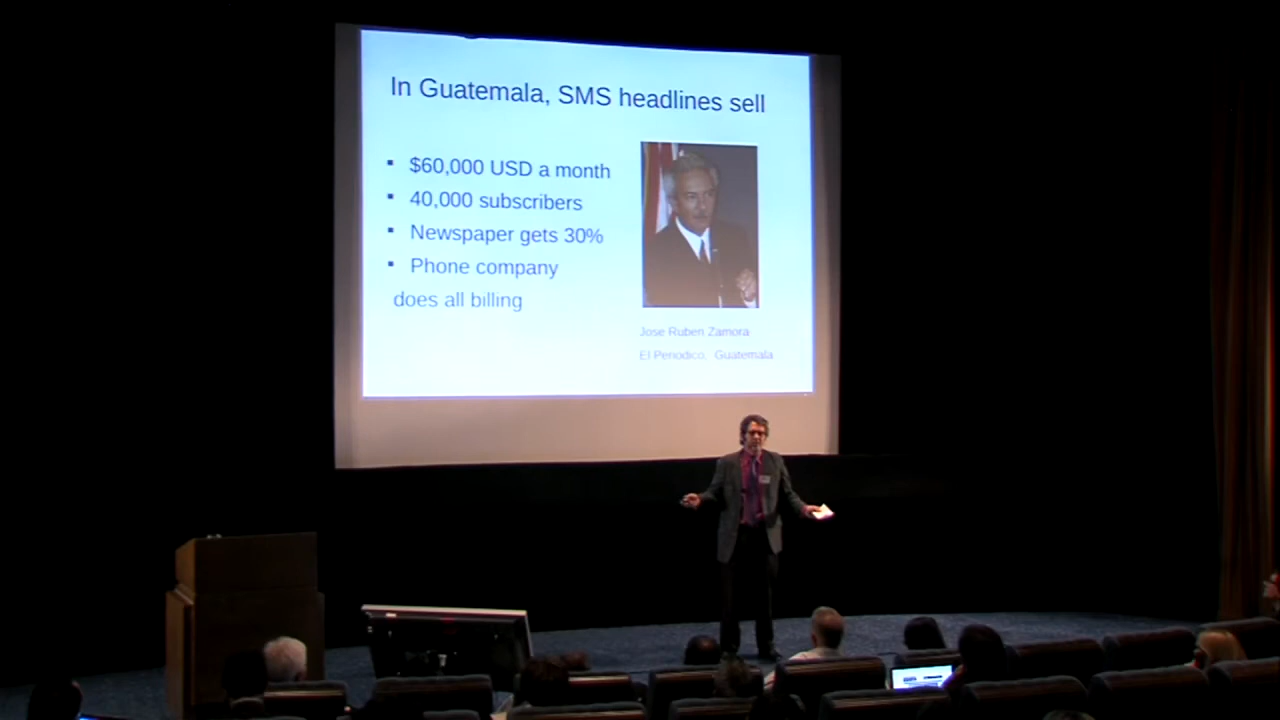 In Guatemala, SMS headlines sell
▪ $60,000 USD a month
▪ 40,000 subscribers
▪ Newspaper gets 30%
▪ Phone company
does all billing
Jose Ruben Zamora
El Periodico, Guatemala